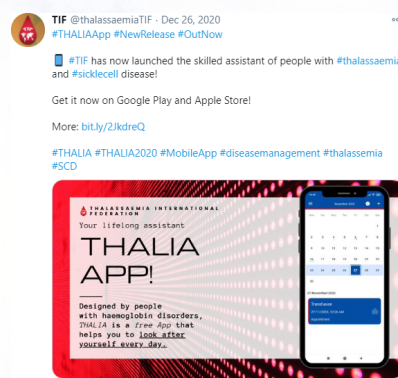 TIF @thalassaemiaTIF · Dec 26, 2020
#THALIAApp #NewRelease #OutNow
#TIF has now launched the skilled assistant of people with #thalassaemia
and #sicklecell disease!
Get it now on Google Play and Apple Store!
More: bit.ly/2JkdreQ
#THALIA #THALIA2020 #MobileApp #diseasemanagement #thalassemia
#SCD
THALASSAEMIA INTERNATIONAL
FEDERATION
Your lifelong assistant
THALIA
APP!
Designed by people
with haemoglobin disorders,
THALIA is a free App that
helps you to look after
yourself every day.
Transfusion
Appointment